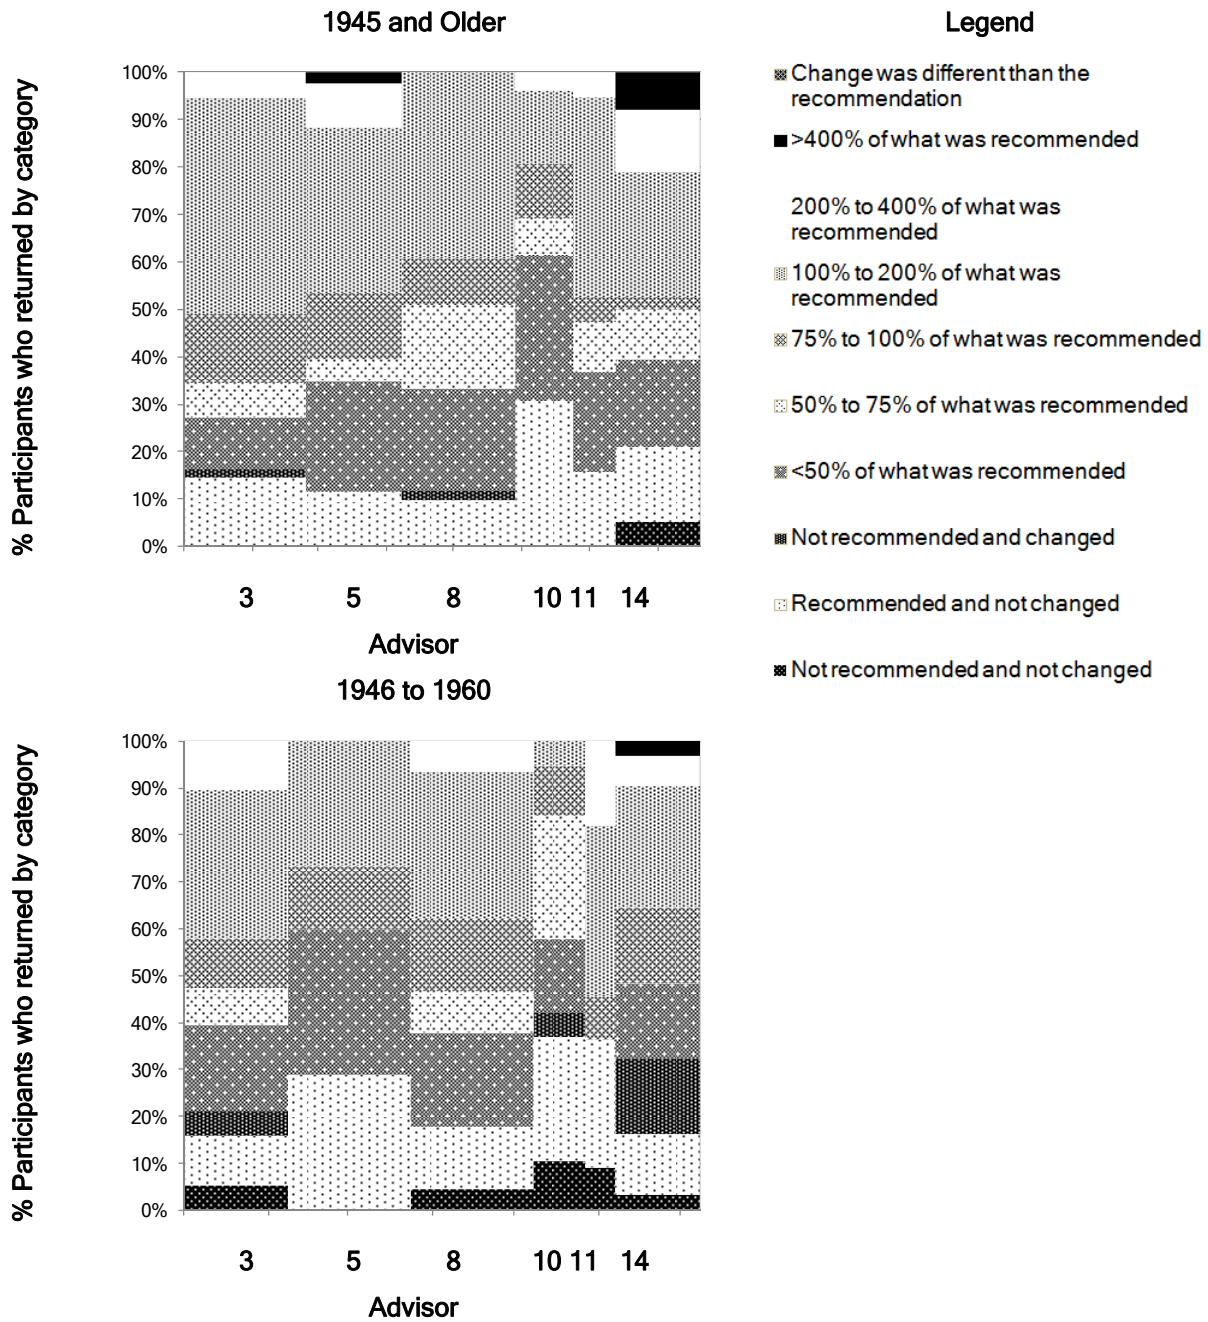 1945 and Older
% Participants who returned by category
100%
90%
80%
70%
60%
50%
40%
30%
20%
10%
0%
3 5 8 10 11 14
Advisor
Legend
Change was different than the
recommendation
>400% of what was recommended
200% to 400% of what was
recommended
100% to 200% of what was
recommended
75% to 100% of what was recommended
50% to 75% of what was recommended
<50% of what was recommended
Not recommended and changed
Recommended and not changed
Not recommended and not changed
1946 to 1960
% Participants who returned by category
100%
90%
80%
70%
60%
50%
40%
30%
20%
10%
0%
3 5 8 10 11 14
Advisor